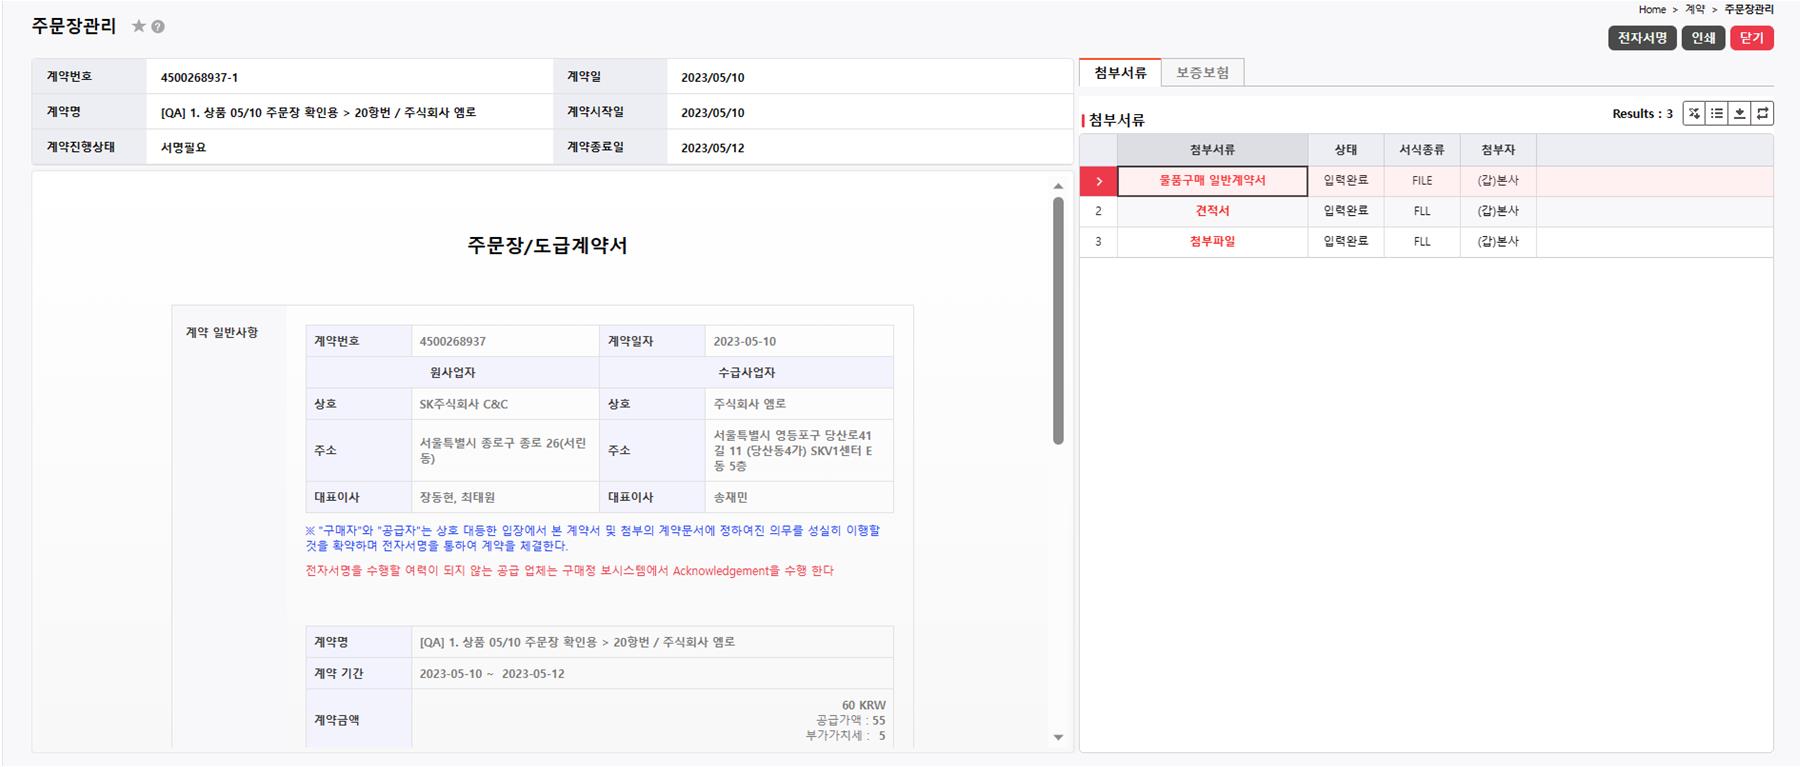 주문장관리
Home > 계약 > 주문장관리
전자서명 인쇄 닫기
계약번호 4500268937-1 계약일 2023/05/10
계약명 [QA] 1. 상품 05/10 주문장 확인용 > 20항번 / 주식회사 엠로 계약시작일 2023/05/10
계약진행상태 서명필요 계약종료일 2023/05/12
주문장/도급계약서
계약 일반사항
계약번호 4500268937 계약일자 2023-05-10
원사업자 수급사업자
상호 SK주식회사 C&C 상호 주식회사 엠로
주소 서울특별시 종로구 종로 26(서린
동)
주소 서울특별시 영등포구 당산로41
길 11 (당산동4가) SKV1센터 E
동 5층
대표이사 장동현, 최태원 대표이사 송재민
※ "구매자"와 "공급자"는 상호 대등한 입장에서 본 계약서 및 첨부의 계약문서에 정하여진 의무를 성실히 이행할
것을 확약하며 전자서명을 통하여 계약을 체결한다.
전자서명을 수행할 여력이 되지 않는 공급 업체는 구매정 보시스템에서 Acknowledgement을 수행 한다
계약명 [QA] 1. 상품 05/10 주문장 확인용 > 20항번 / 주식회사 엠로
계약 기간 2023-05-10 ~ 2023-05-12
계약금액
60 KRW
공급가액 : 55
부가가치세 : 5
첨부서류 보증보험
첨부서류 Results : 3
첨부서류 상태 서식종류 첨부자
물품구매 일반계약서 입력완료 FILE (갑)본사
2 견적서 입력완료 FLL (갑)본사
3 첨부파일 입력완료 FLL (갑)본사